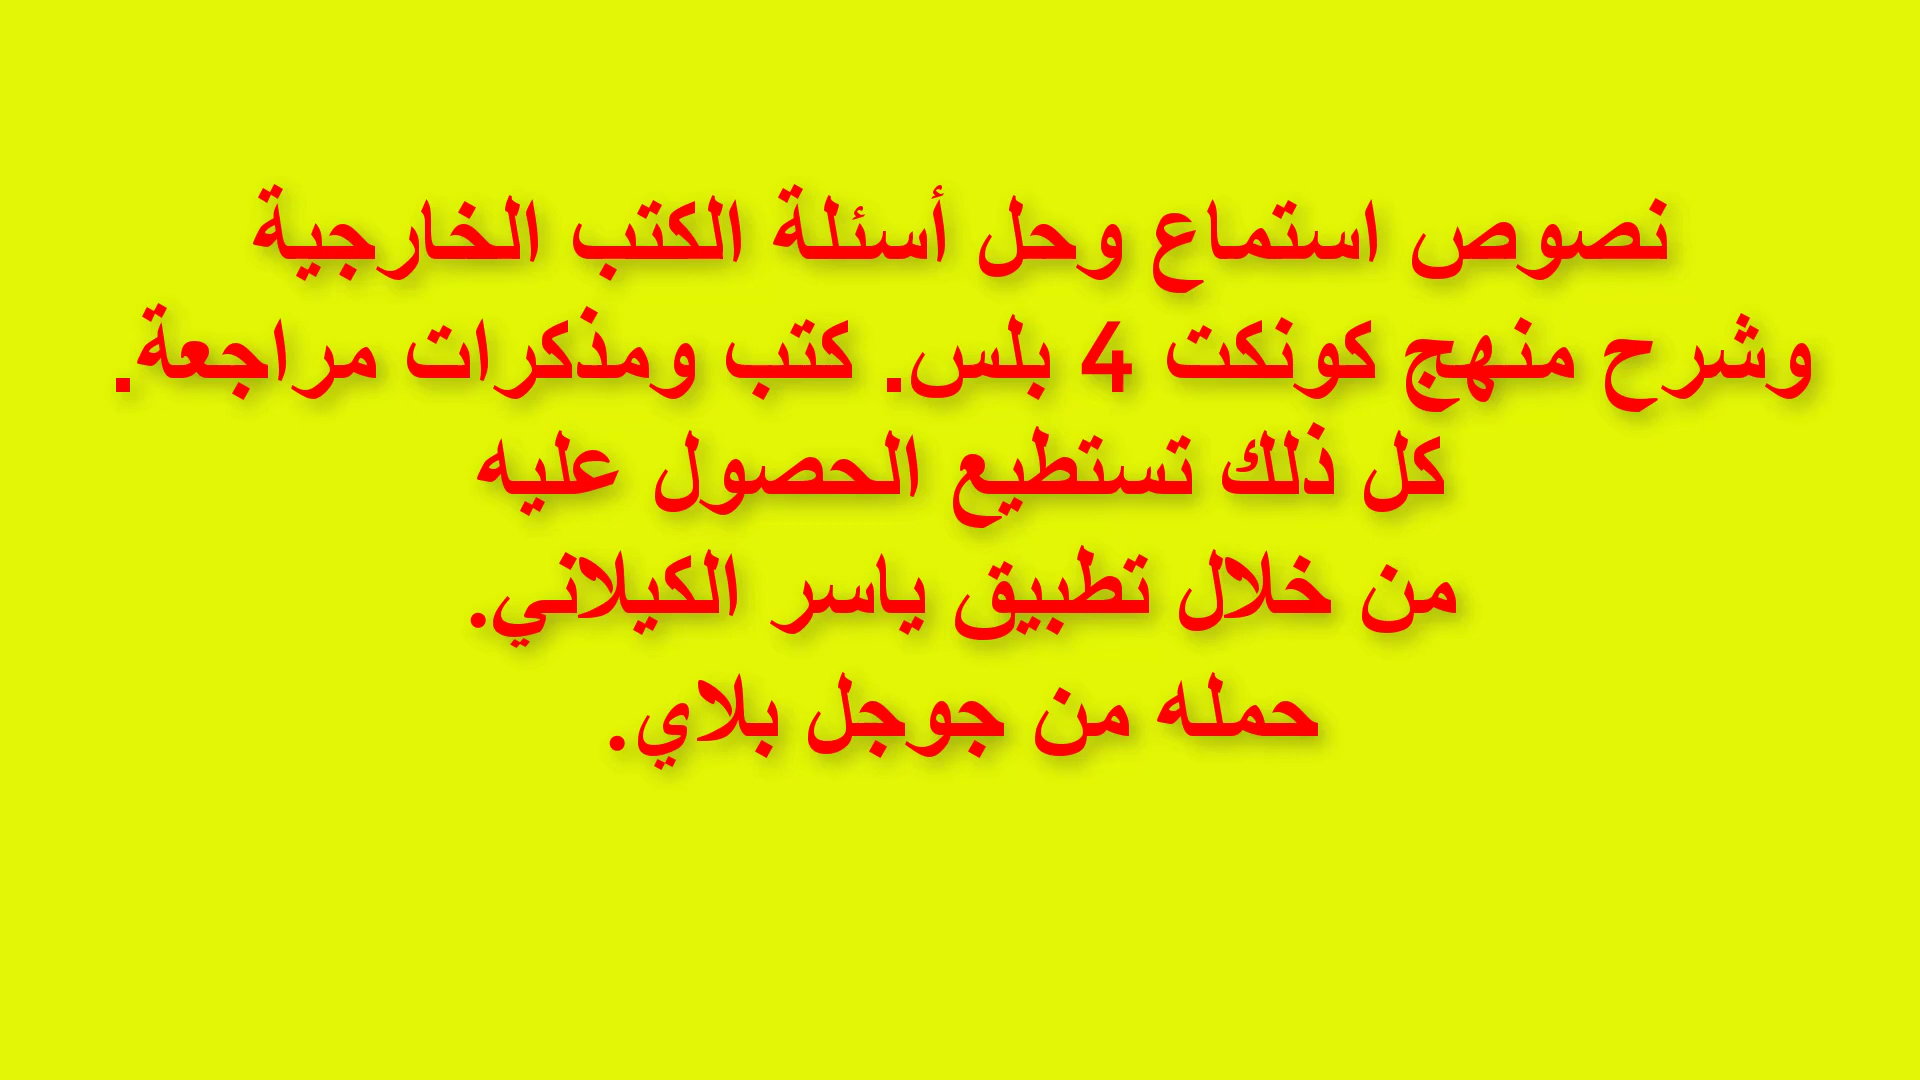 نصوص استماع وحل أسئلة الكتب الخارجية
وشرح منهج كونكت 4 بلس. كتب ومذكرات مراجعة.
كل ذلك تستطيع الحصول عليه
من خلال تطبيق ياسر الكيلاني.
حمله من جوجل بلاي.